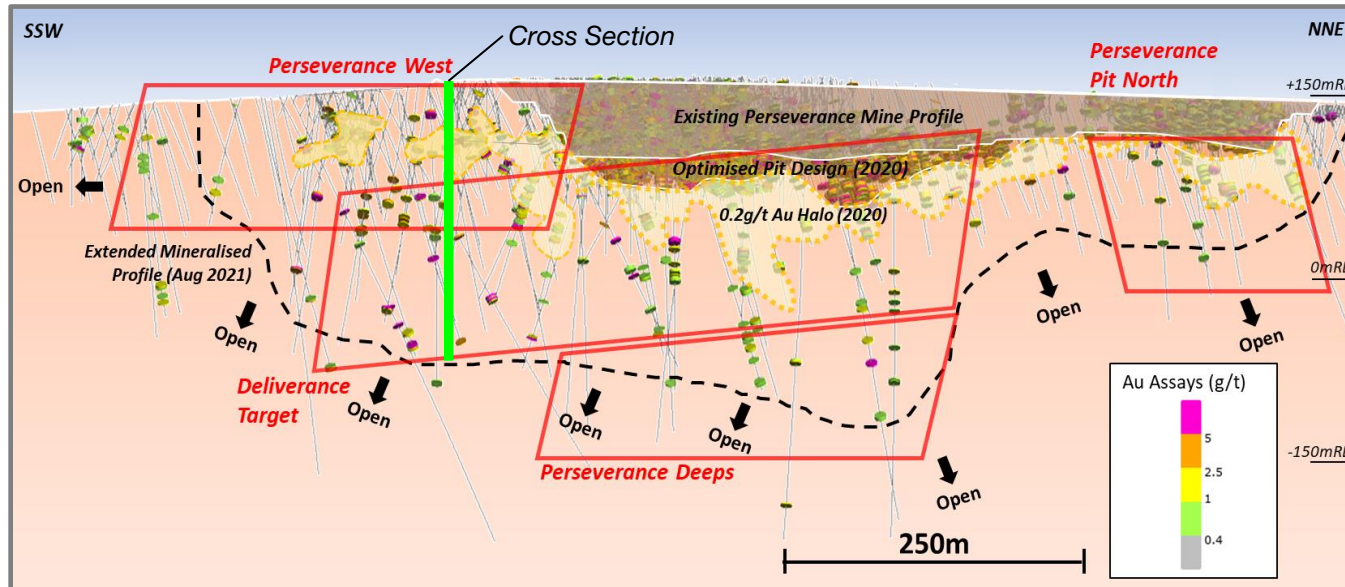 SSW
Cross Section
NNE
Perseverance West
Perseverance
Pit North
+150mRL
Existing Perseverance Mine Profile
Optimised Pit Design (2020)
Open
0.2g/t Au Halo (2020)
Extended Mineralised
Profile (Aug 2021)
0mRL
Open
Open
Open
Deliverance
Target
Open
Open
Open
Perseverance Deeps
Open
-150mRL
250m
Au Assays (g/t)
5
2.5
1
0.4